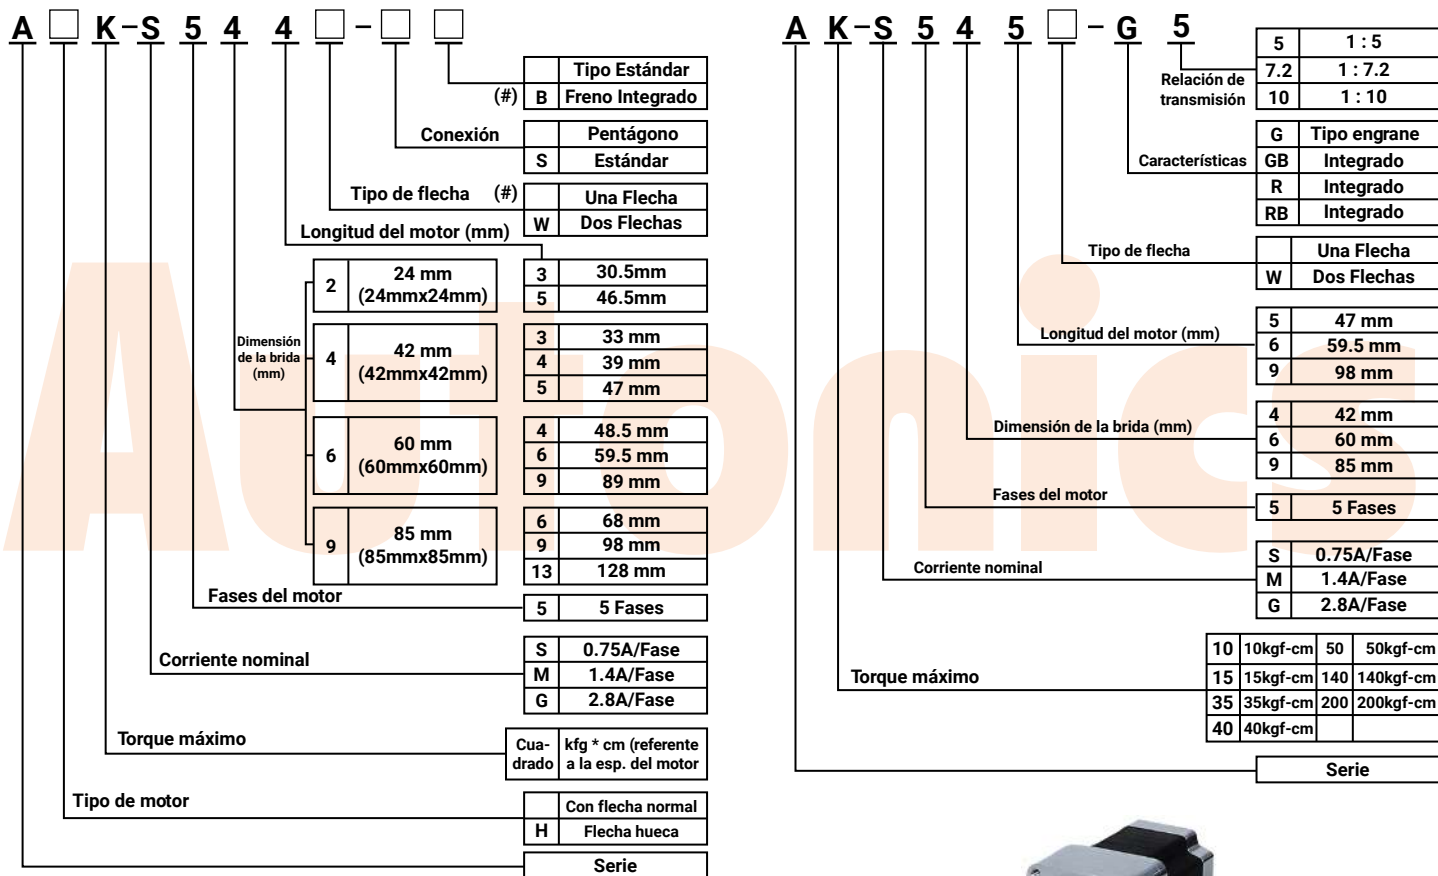 A □ K-S 5 4 4 □ - □ □
Tipo Estándar
(#) B Freno Integrado
Conexión
Pentágono
S Estándar
Tipo de flecha (#)
Una Flecha
W Dos Flechas
Longitud del motor (mm)
Dimensión
de la brida
(mm)
2 24 mm
(24mmx24mm)
3 30.5mm
5 46.5mm
4 42 mm
(42mmx42mm)
3 33 mm
4 39 mm
5 47 mm
6 60 mm
(60mmx60mm)
4 48.5 mm
6 59.5 mm
9 89 mm
9 85 mm
(85mmx85mm)
6 68 mm
9 98 mm
13 128 mm
Fases del motor
5 5 Fases
Corriente nominal
S 0.75A/Fase
M 1.4A/Fase
G 2.8A/Fase
Torque máximo
Cua-
drado
kfg * cm (referente
a la esp. del motor
Tipo de motor
Con flecha normal
H Flecha hueca
Serie
A K-S 5 4 5 □ - G 5
Relación de
transmisión
5 1 : 5
7.2 1 : 7.2
10 1 : 10
Características
G Tipo engrane
GB Integrado
R Integrado
RB Integrado
Tipo de flecha
Una Flecha
W Dos Flechas
Longitud del motor (mm)
5 47 mm
6 59.5 mm
9 98 mm
Dimensión de la brida (mm)
4 42 mm
6 60 mm
9 85 mm
Fases del motor
5 5 Fases
Corriente nominal
S 0.75A/Fase
M 1.4A/Fase
G 2.8A/Fase
Torque máximo
10 10kgf-cm 50 50kgf-cm
15 15kgf-cm 140 140kgf-cm
35 35kgf-cm 200 200kgf-cm
40 40kgf-cm
Serie
Autonics